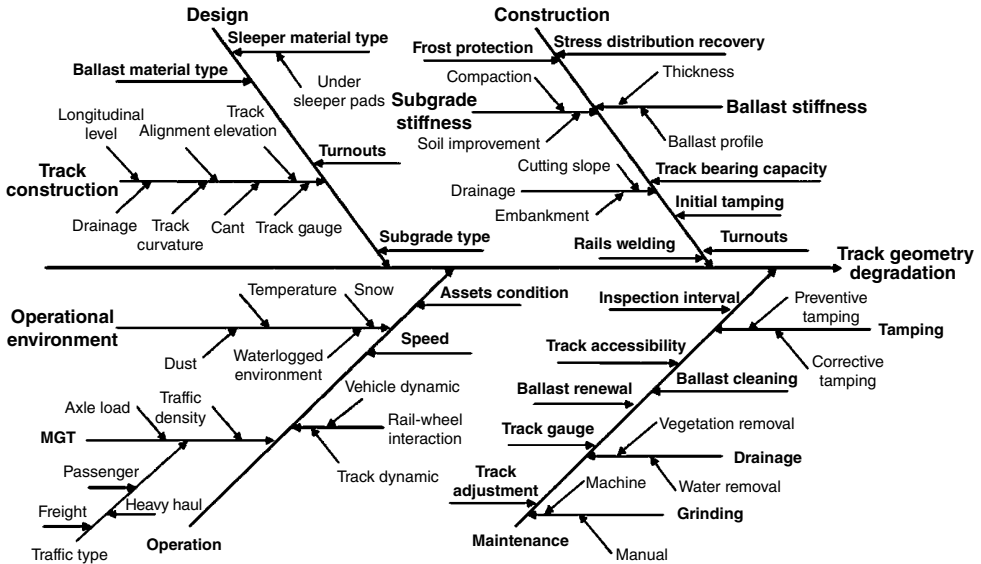 Design
Sleeper material type
Ballast material type
Under
sleeper pads
Longitudinal
level
Alignment
Track
elevation
Turnouts
Track
construction
Drainage
Track
curvature
Cant
Track gauge
Subgrade type
Construction
Frost protection
Stress distribution recovery
Compaction
Thickness
Subgrade
stiffness
Ballast stiffness
Soil improvement
Ballast profile
Cutting slope
Track bearing capacity
Drainage
Embankment
Initial tamping
Rails welding
Turnouts
Track geometry
degradation
Temperature
Snow
Assets condition
Operational
environment
Dust
Waterlogged
environment
Speed
Axle load
Traffic
density
Vehicle dynamic
MGT
Rail-wheel
interaction
Passenger
Track dynamic
Freight
Heavy haul
Traffic type
Operation
Inspection interval
Preventive
tamping
Tamping
Track accessibility
Corrective
tamping
Ballast renewal
Ballast cleaning
Track gauge
Vegetation removal
Drainage
Track
adjustment
Machine
Water removal
Grinding
Maintenance
Manual